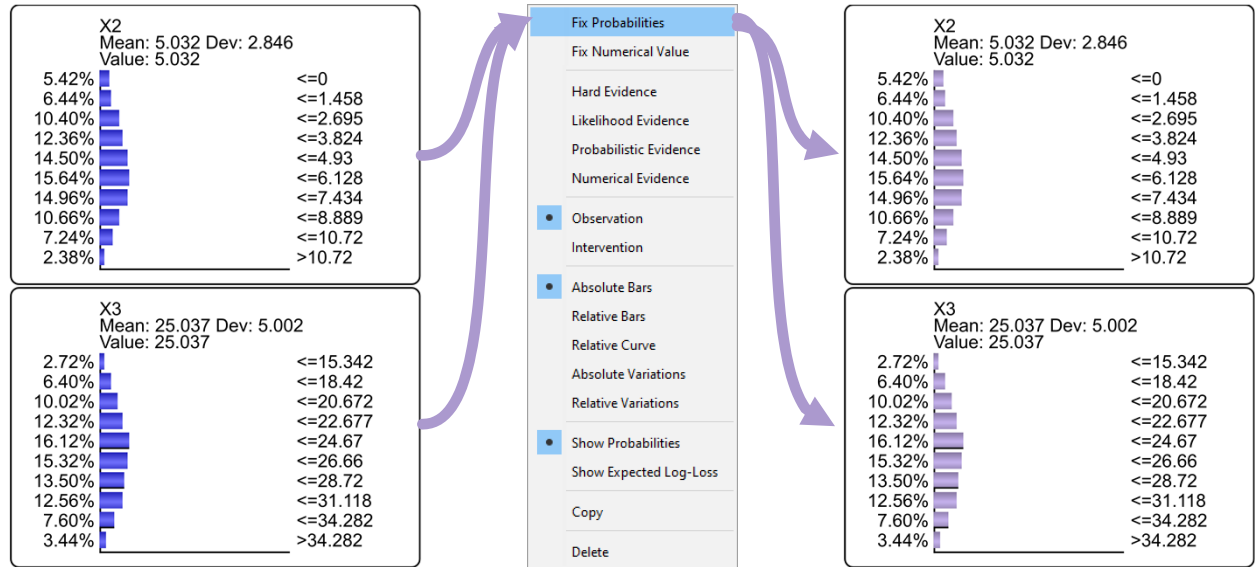 X2
Mean: 5.032 Dev: 2.846
Value: 5.032
5.42% <=0
6.44% <=1.458
10.40% <=2.695
12.36% <=3.824
14.50% <=4.93
15.64% <=6.128
14.96% <=7.434
10.66% <=8.889
7.24% <=10.72
2.38% >10.72
X3
Mean: 25.037 Dev: 5.002
Value: 25.037
2.72% <=15.342
6.40% <=18.42
10.02% <=20.672
12.32% <=22.677
16.12% <=24.67
15.32% <=26.66
13.50% <=28.72
12.56% <=31.118
7.60% <=34.282
3.44% >34.282
Fix Probabilities
Fix Numerical Value
Hard Evidence
Likelihood Evidence
Probabilistic Evidence
Numerical Evidence
Observation
Intervention
Absolute Bars
Relative Bars
Relative Curve
Absolute Variations
Relative Variations
Show Probabilities
Show Expected Log-Loss
Copy
Delete
X2
Mean: 5.032 Dev: 2.846
Value: 5.032
5.42% <=0
6.44% <=1.458
10.40% <=2.695
12.36% <=3.824
14.50% <=4.93
15.64% <=6.128
14.96% <=7.434
10.66% <=8.889
7.24% <=10.72
2.38% >10.72
X3
Mean: 25.037 Dev: 5.002
Value: 25.037
2.72% <=15.342
6.40% <=18.42
10.02% <=20.672
12.32% <=22.677
16.12% <=24.67
15.32% <=26.66
13.50% <=28.72
12.56% <=31.118
7.60% <=34.282
3.44% >34.282